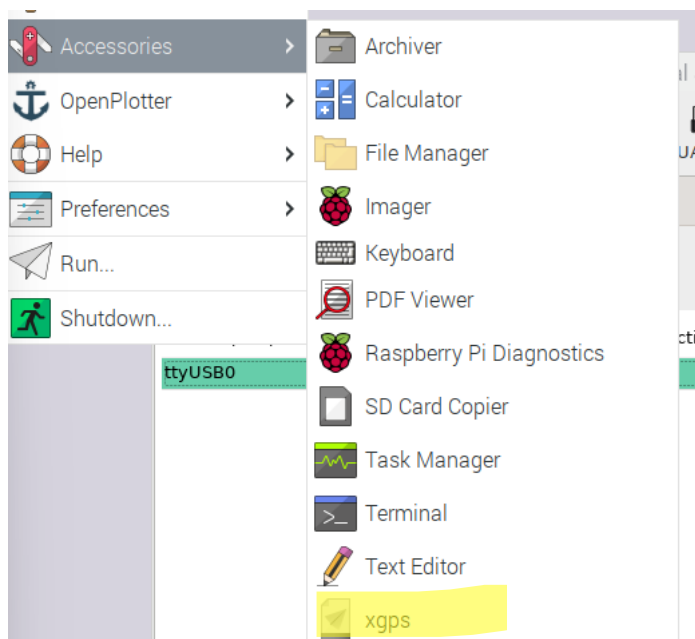 Accessories
OpenPlotter
Help
Preferences
Run...
Shutdown...
Archiver
Calculator
File Manager
Imager
Keyboard
PDF Viewer
Raspberry Pi Diagnostics
SD Card Copier
Task Manager
Terminal
Text Editor
xgps
ttyUSB0